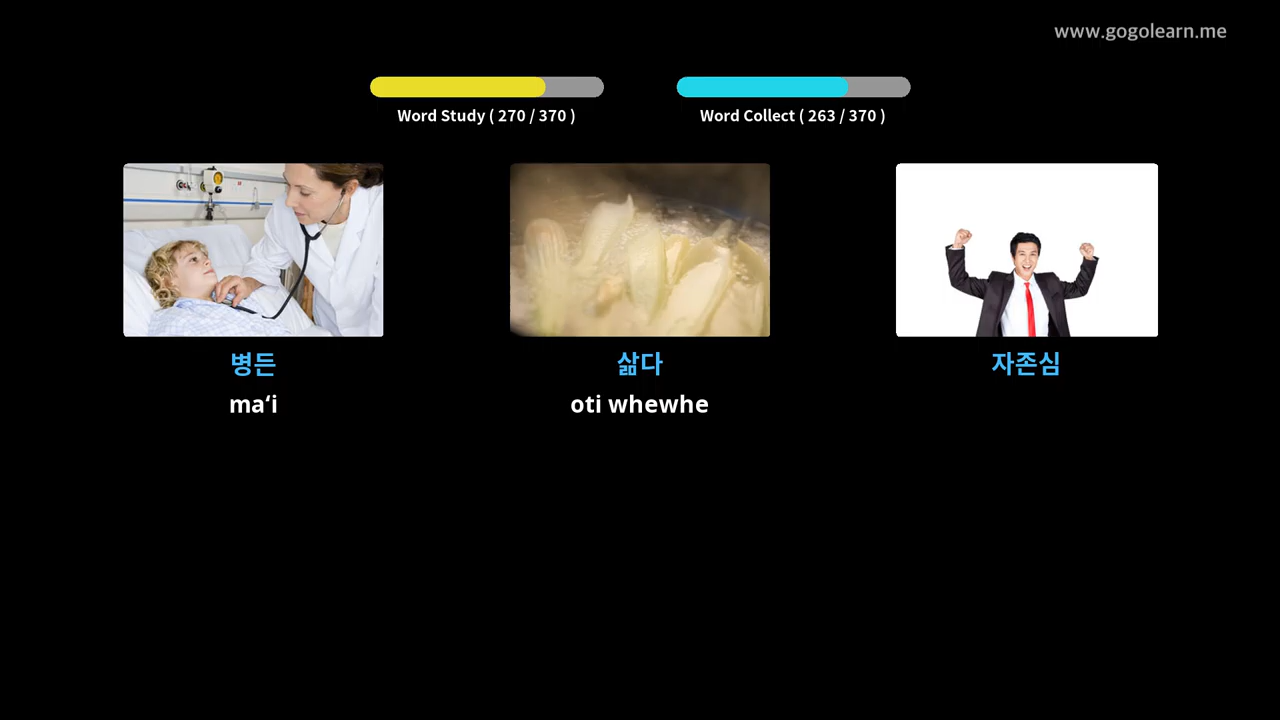 www.gogolearn.me
Word Study ( 270 / 370 )
Word Collect ( 263 / 370 )
병든
삶다
자존심
maʻi
oti whewhe